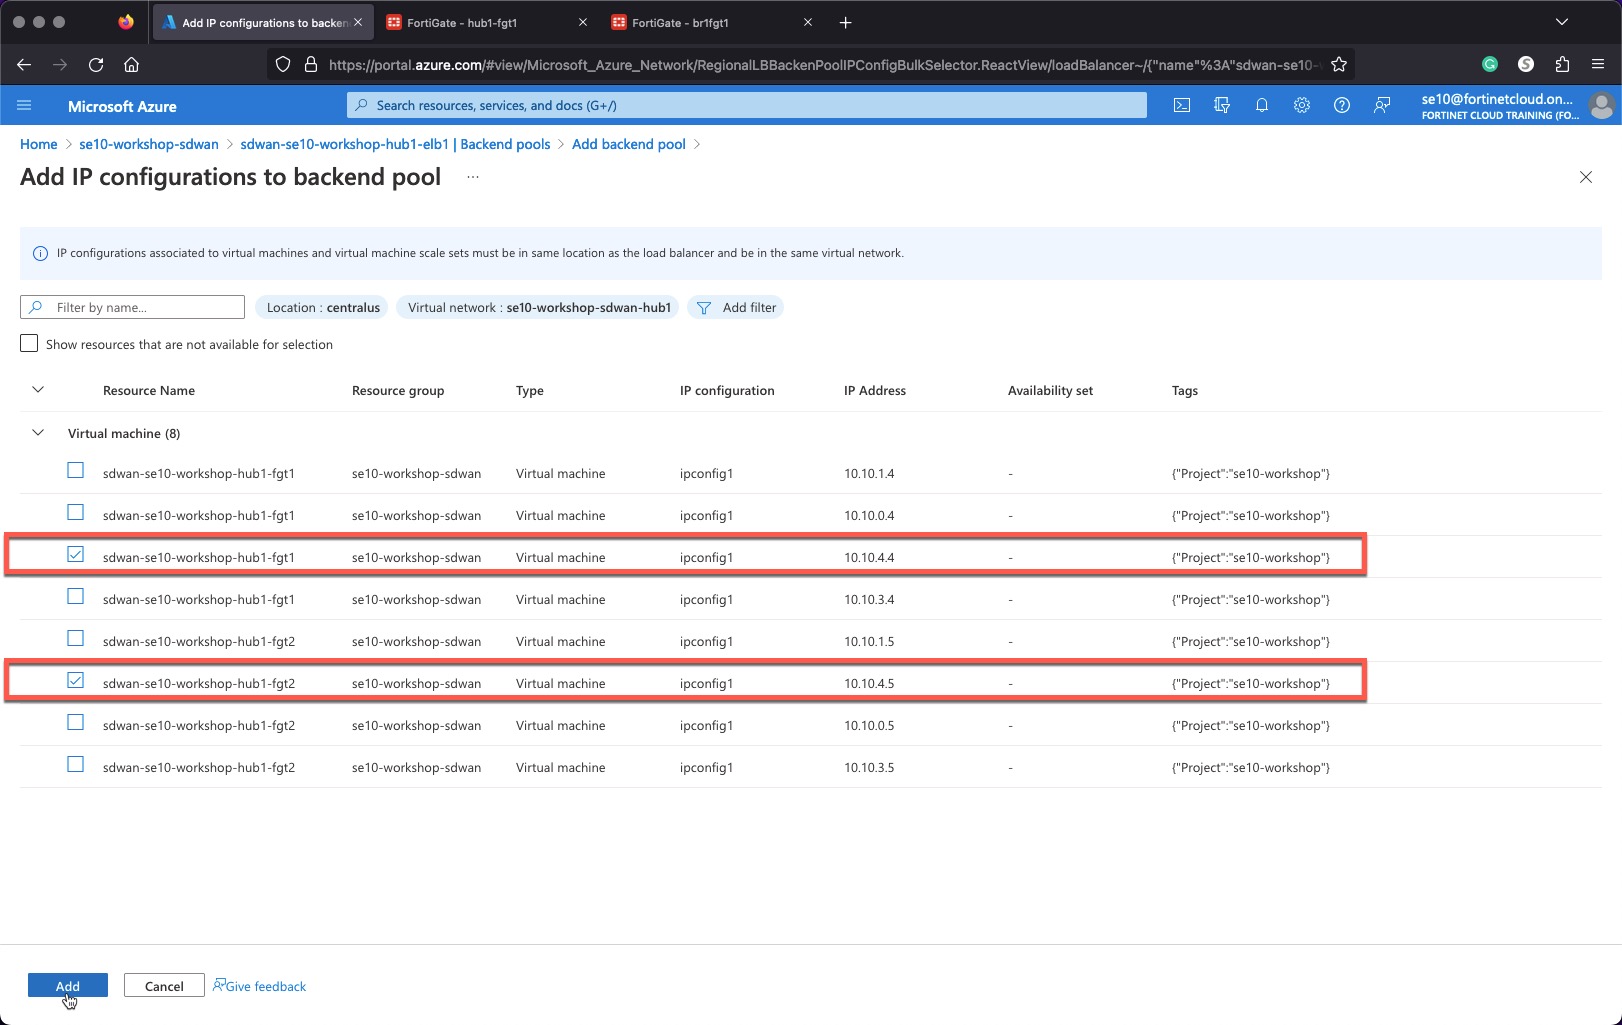 Add IP configurations to backen
FortiGate - hub1-fgt1
FortiGate - br1fgt1
https://portal.azure.com/#view/Microsoft_Azure_Network/RegionalLBBackenPoolIPConfigBulkSelector.ReactView/loadBalancer~/{"name"%3A"sdwan-se10-
Microsoft Azure
Search resources, services, and docs (G+/)
se10@fortinetcloud.on...
FORTINET CLOUD TRAINING (FO...
Home > se10-workshop-sdwan > sdwan-se10-workshop-hub1-elb1 | Backend pools > Add backend pool >
Add IP configurations to backend pool ...
IP configurations associated to virtual machines and virtual machine scale sets must be in same location as the load balancer and be in the same virtual network.
Filter by name... Location : centralus Virtual network : se10-workshop-sdwan-hub1 Add filter
Show resources that are not available for selection
Resource Name Resource group Type IP configuration IP Address Availability set Tags
Virtual machine (8)
sdwan-se10-workshop-hub1-fgt1 se10-workshop-sdwan Virtual machine ipconfig1 10.10.1.4 - {"Project":"se10-workshop"}
sdwan-se10-workshop-hub1-fgt1 se10-workshop-sdwan Virtual machine ipconfig1 10.10.0.4 - {"Project":"se10-workshop"}
sdwan-se10-workshop-hub1-fgt1 se10-workshop-sdwan Virtual machine ipconfig1 10.10.4.4 - {"Project":"se10-workshop"}
sdwan-se10-workshop-hub1-fgt1 se10-workshop-sdwan Virtual machine ipconfig1 10.10.3.4 - {"Project":"se10-workshop"}
sdwan-se10-workshop-hub1-fgt2 se10-workshop-sdwan Virtual machine ipconfig1 10.10.1.5 - {"Project":"se10-workshop"}
sdwan-se10-workshop-hub1-fgt2 se10-workshop-sdwan Virtual machine ipconfig1 10.10.4.5 - {"Project":"se10-workshop"}
sdwan-se10-workshop-hub1-fgt2 se10-workshop-sdwan Virtual machine ipconfig1 10.10.0.5 - {"Project":"se10-workshop"}
sdwan-se10-workshop-hub1-fgt2 se10-workshop-sdwan Virtual machine ipconfig1 10.10.3.5 - {"Project":"se10-workshop"}
Add Cancel Give feedback